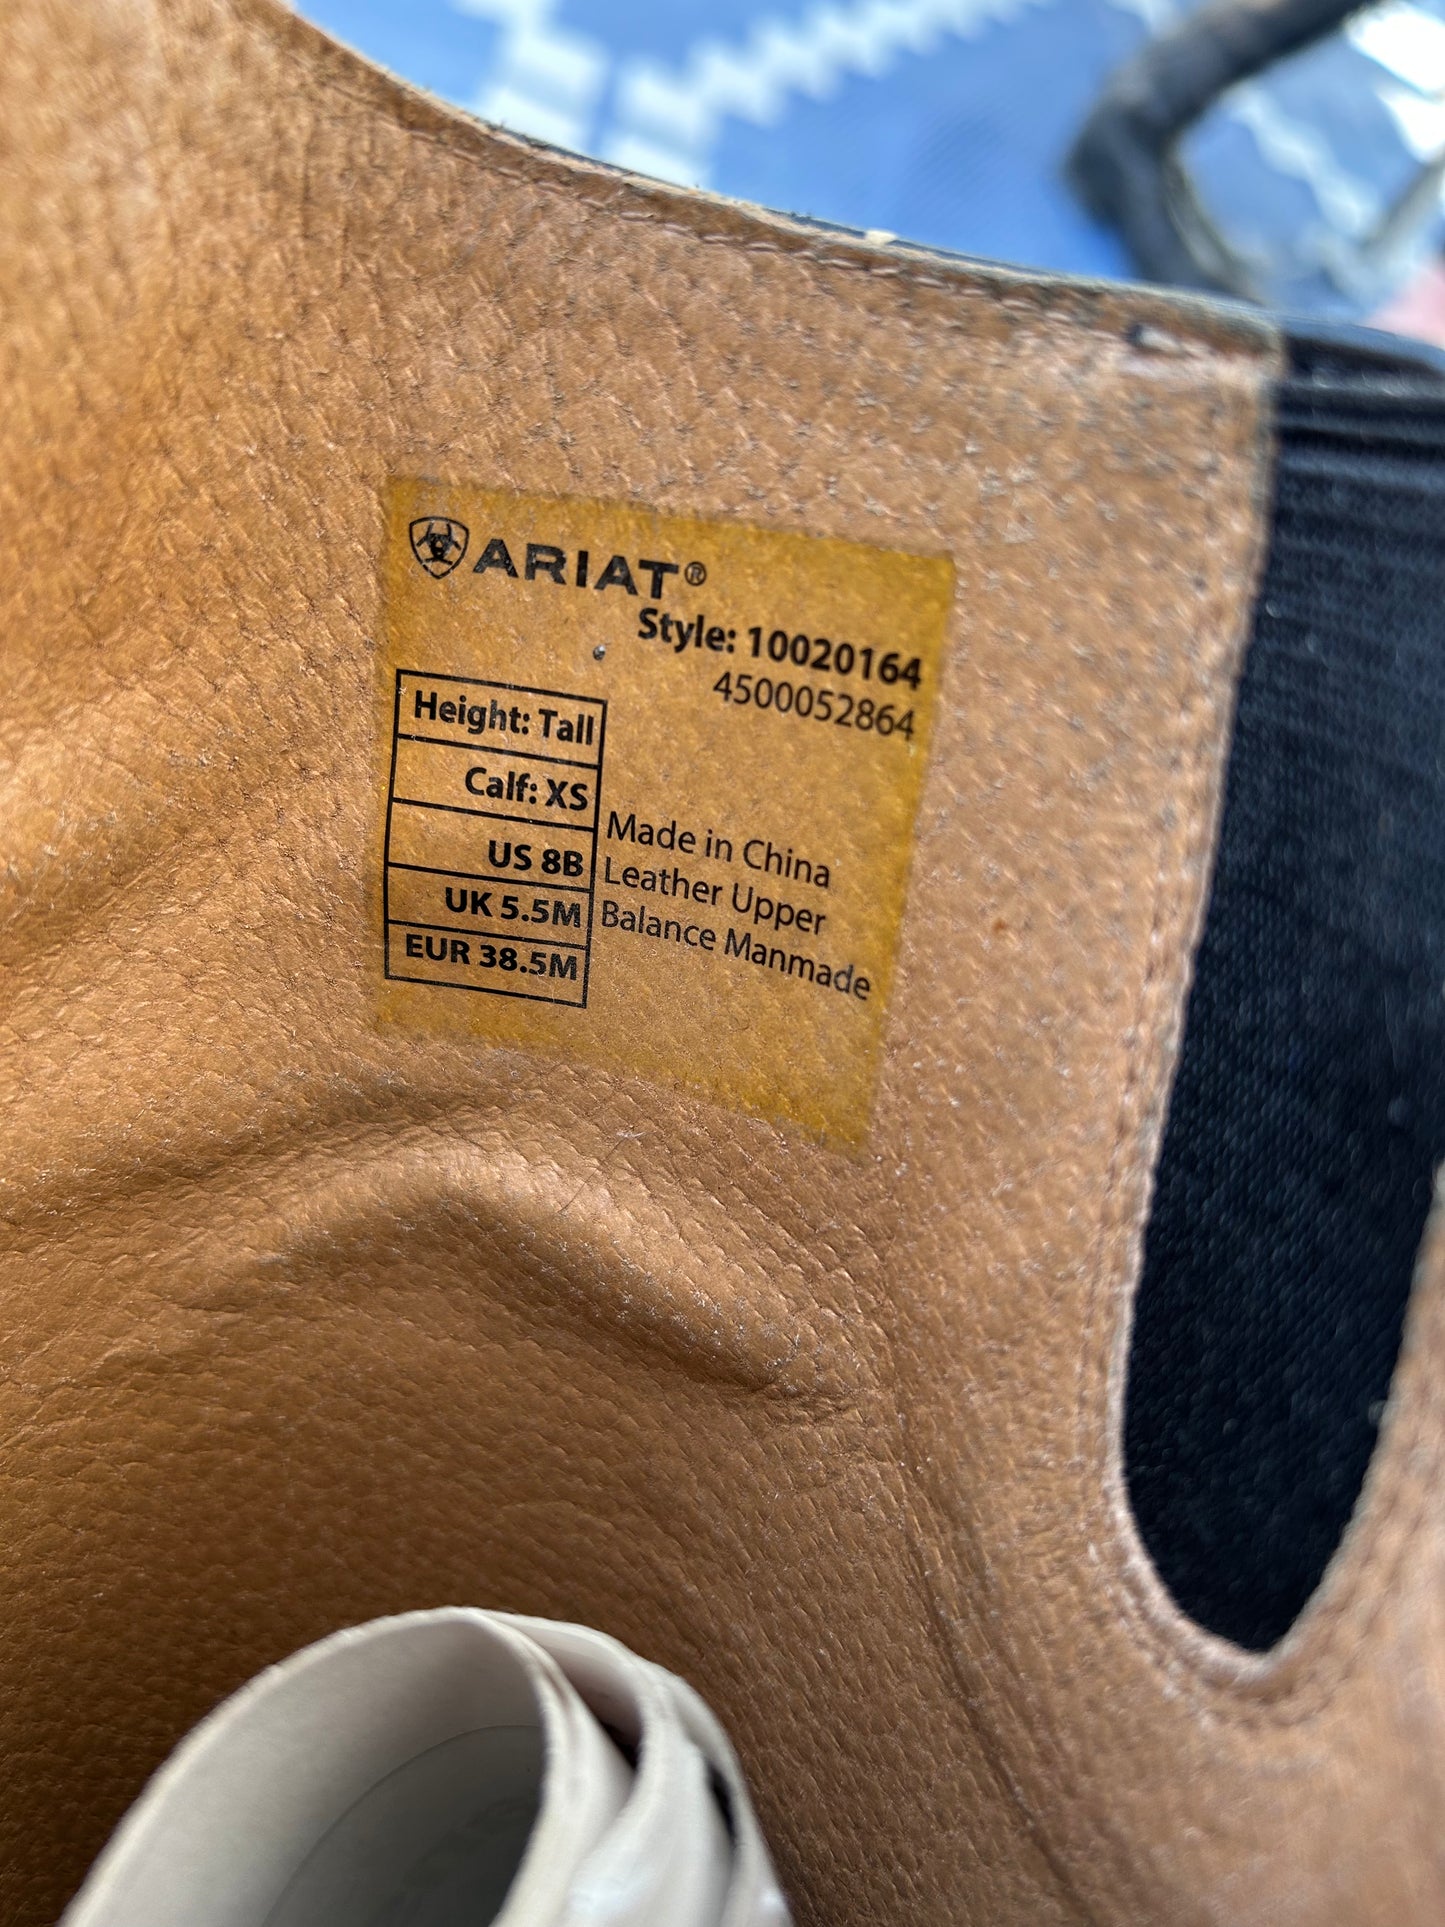 ARIAT®
Style: 10020164
4500052864
Height: Tall
Calf: XS
US 8B
UK 5.5M
EUR 38.5M
Made in China
Leather Upper
Balance Manmade